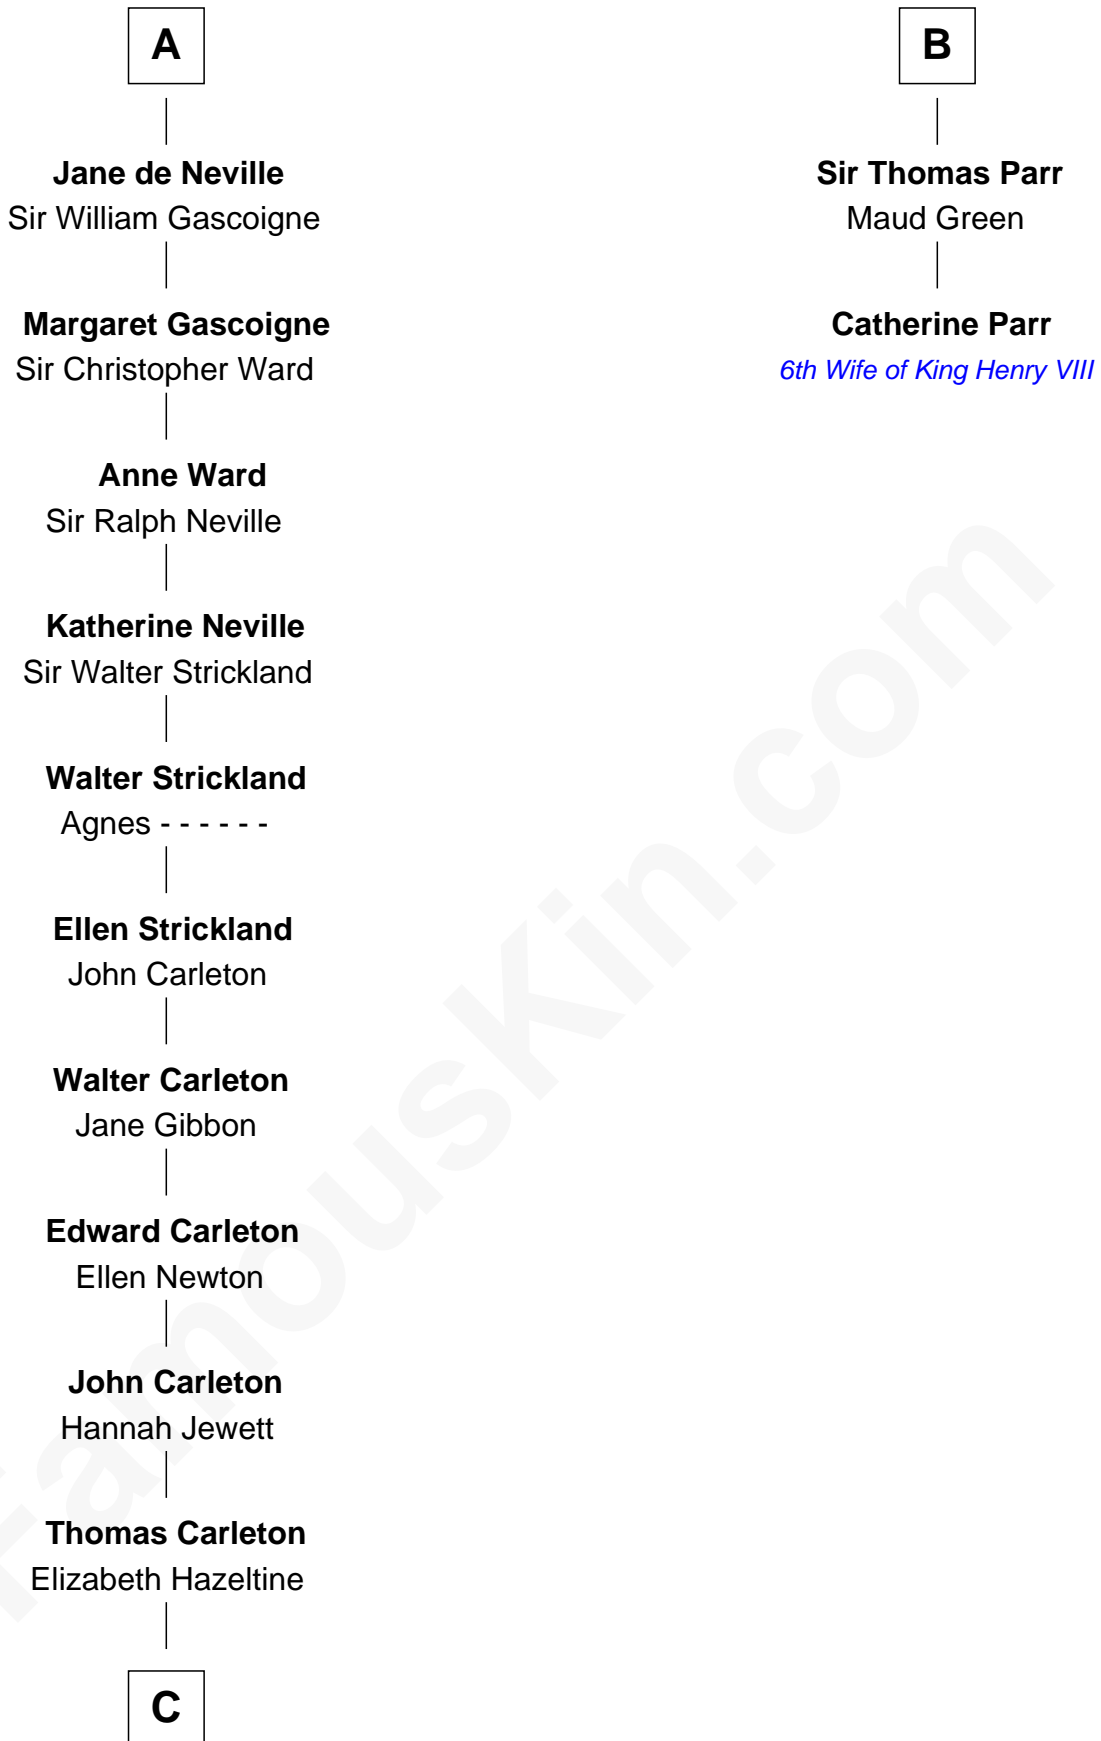 A
Jane de Neville
Sir William Gascoigne
Margaret Gascoigne
Sir Christopher Ward
Anne Ward
Sir Ralph Neville
Katherine Neville
Sir Walter Strickland
Walter Strickland
Agnes - - - - - -
Ellen Strickland
John Carleton
Walter Carleton
Jane Gibbon
Edward Carleton
Ellen Newton
John Carleton
Hannah Jewett
Thomas Carleton
Elizabeth Hazeltine
C
B
Sir Thomas Parr
Maud Green
Catherine Parr
6th Wife of King Henry VIII
FamousKin.com